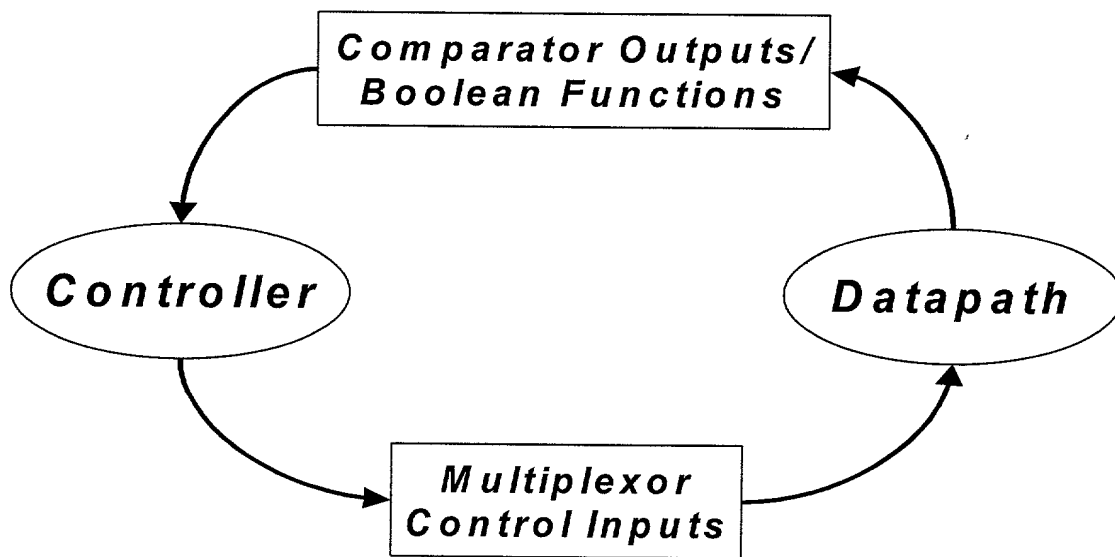 Comparator Outputs/
Boolean Functions
Controller
Datapath
Multiplexor
Control Inputs